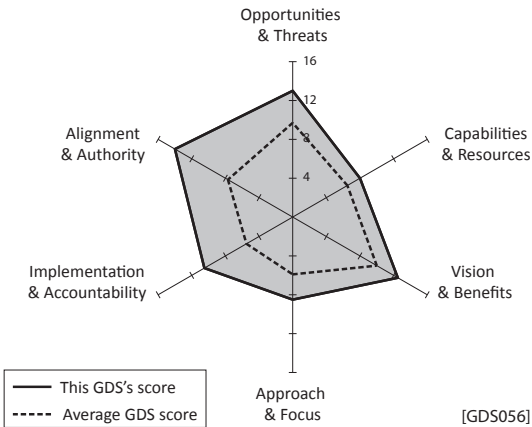 Opportunities
& Threats
16
12
8
4
Alignment
& Authority
Capabilities
& Resources
Implementation
& Accountability
Vision
& Benefits
Approach
& Focus
This GDS's score
Average GDS score
[GDS056]